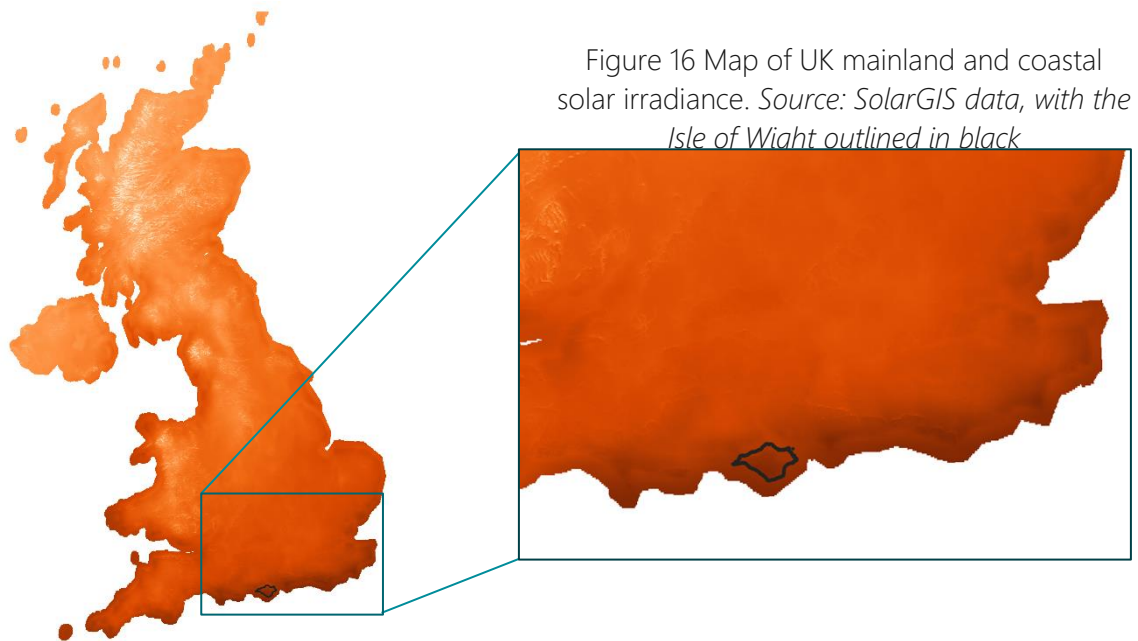 Figure 16 Map of UK mainland and coastal
solar irradiance. Source: SolarGIS data, with the
Isle of Wight outlined in black